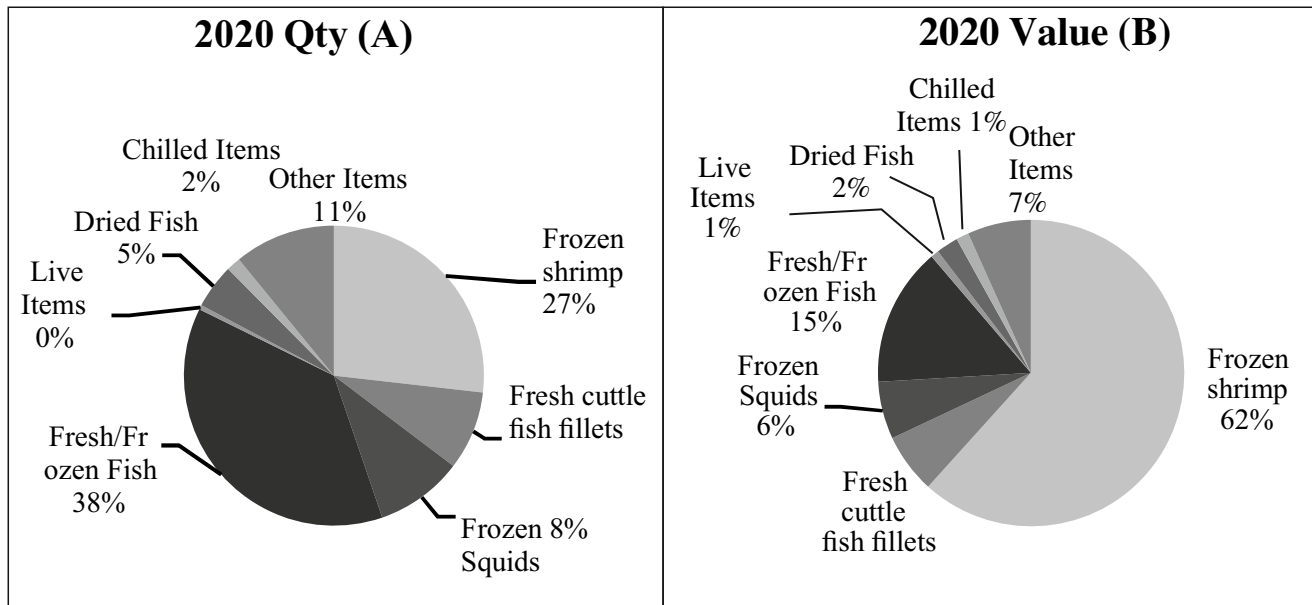 2020 Qty (A)
Chilled Items
2%
Other Items
11%
Dried Fish
5%
Live
Items
0%
Frozen
shrimp
27%
Fresh cuttle
fish fillets
Fresh/Fr
ozen Fish
38%
Frozen 8%
Squids
2020 Value (B)
Chilled
Items 1%
Other
Items
7%
Dried Fish
2%
Live
Items
1%
Fresh/Fr
ozen Fish
15%
Frozen
Squids
6%
Frozen
shrimp
62%
Fresh
cuttle
fish fillets